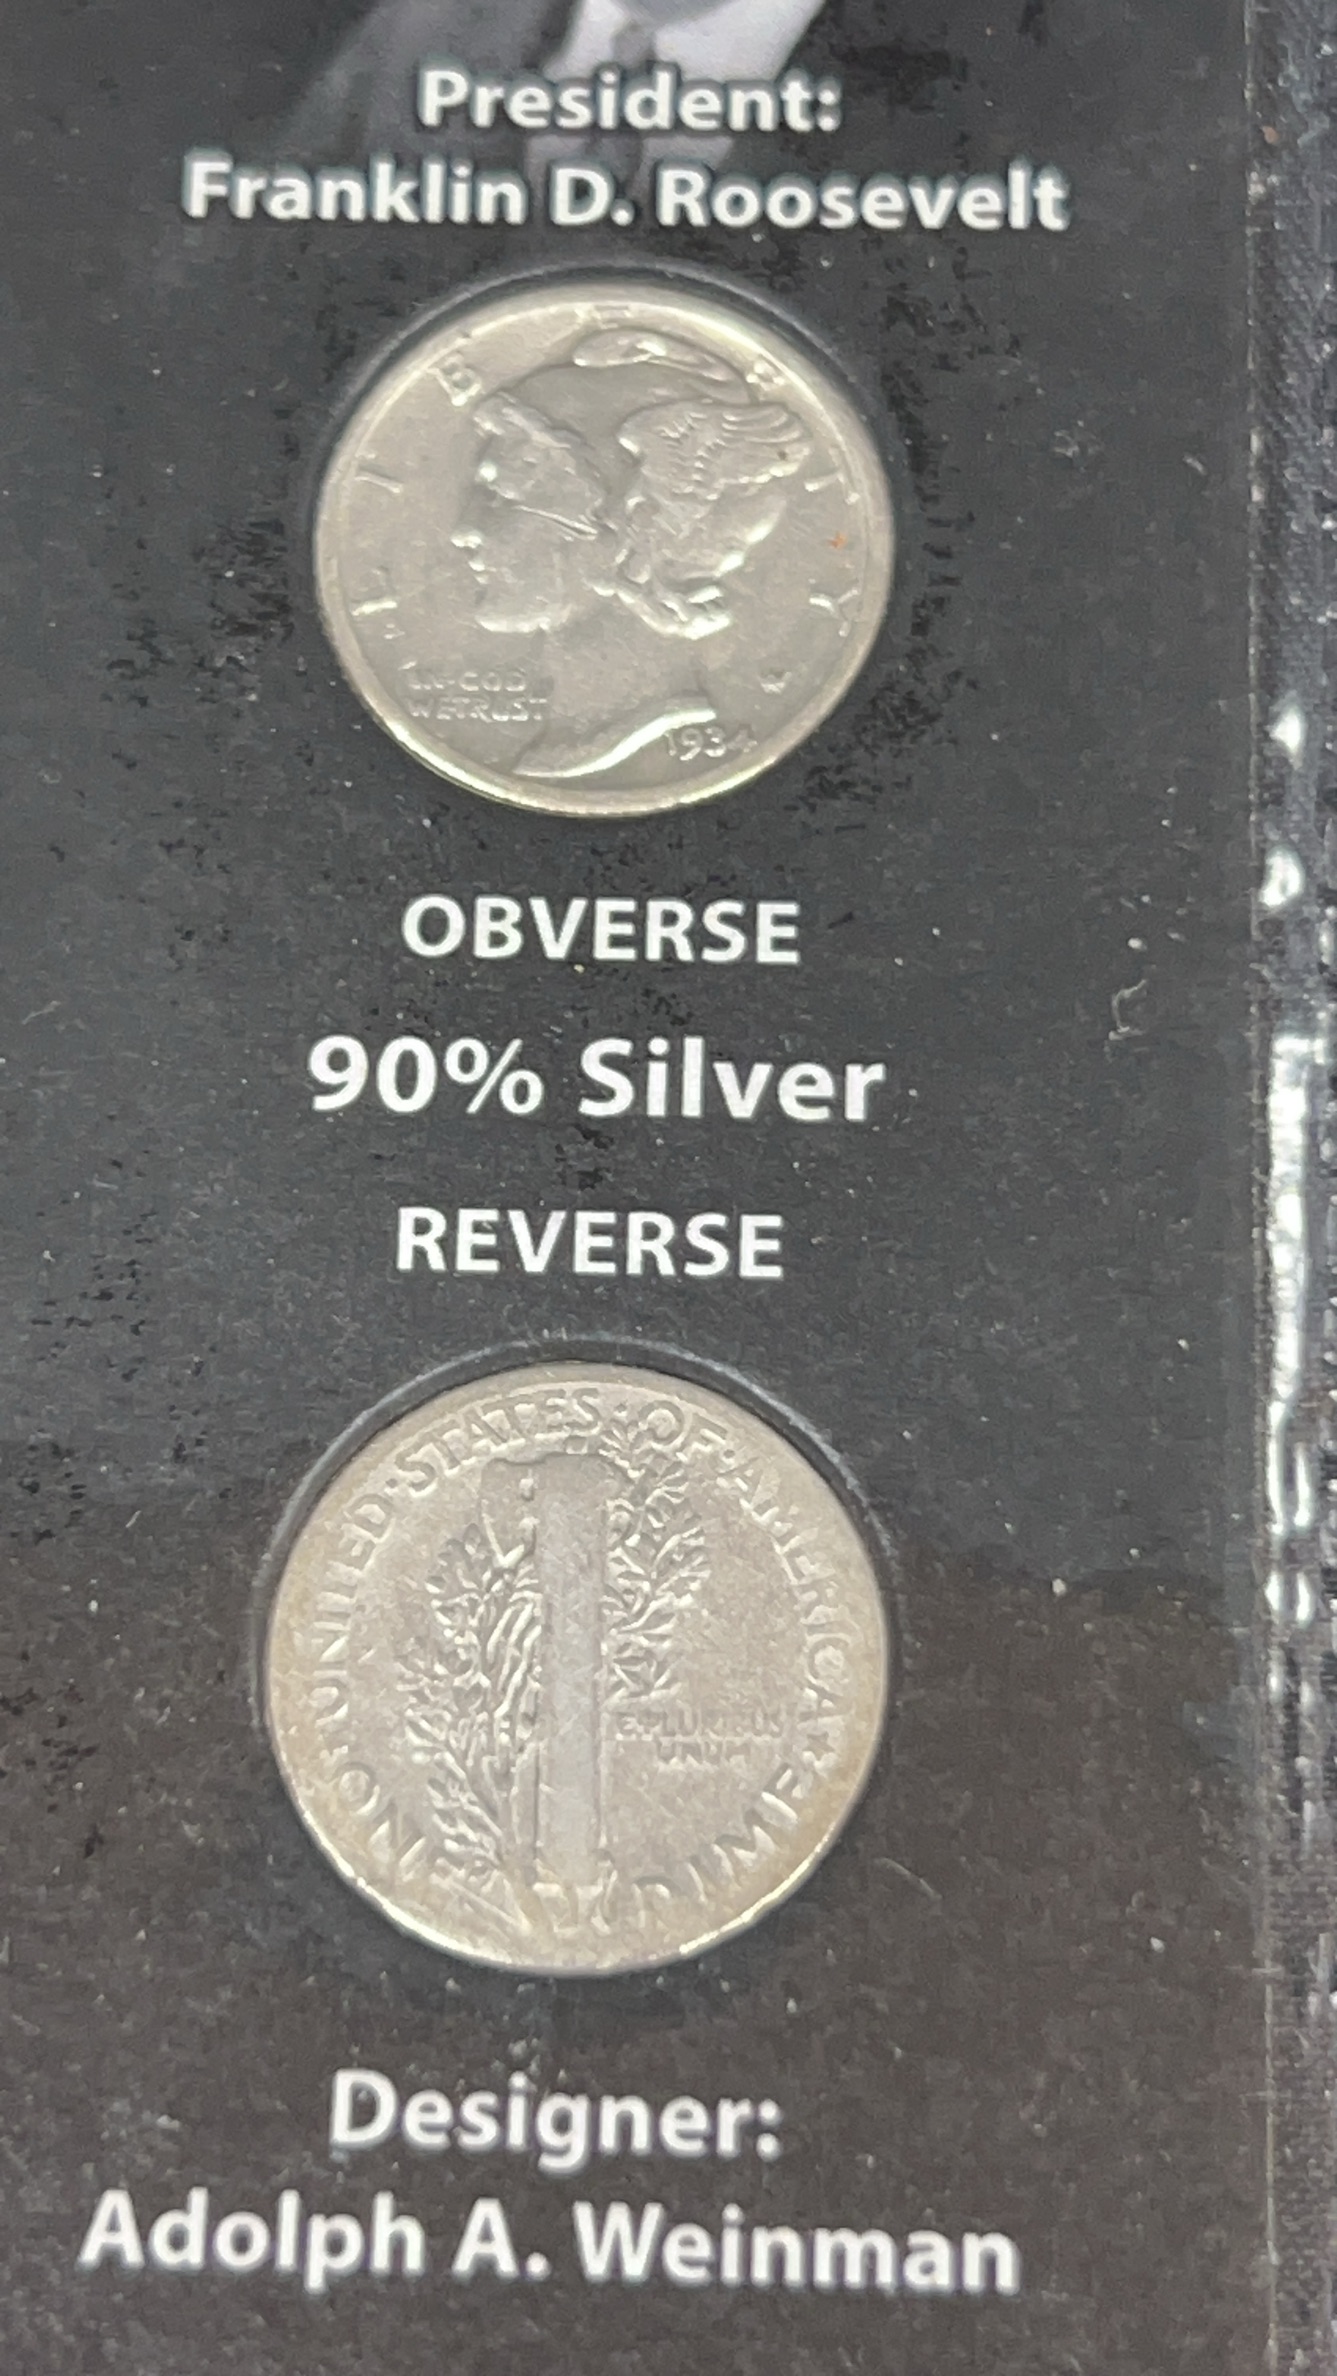 President:
Franklin D. Roosevelt
LIBERTY
IN·GOD
WE·TRUST
1934
OBVERSE
90% Silver
REVERSE
UNITED·STATES·OF·AMERICA
E·PLURIBUS
UNUM
ONE DIME
Designer:
Adolph A. Weinman